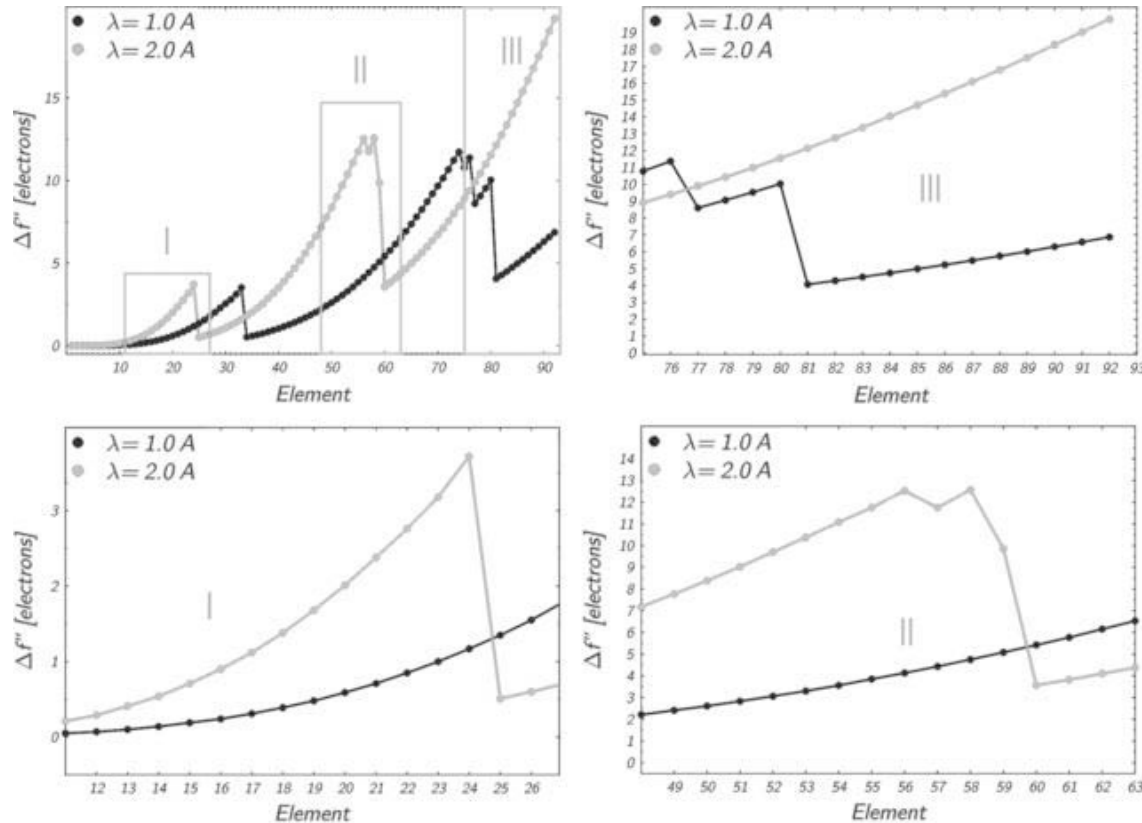 λ= 1.0 A
λ= 2.0 A
I
II
III
15
10
5
0
Δf" [electrons]
10 20 30 40 50 60 70 80 90
Element
λ= 1.0 A
λ= 2.0 A
III
19
18
17
16
15
14
13
12
11
10
9
8
7
6
5
4
3
2
1
0
Δf" [electrons]
76 77 78 79 80 81 82 83 84 85 86 87 88 89 90 91 92 93
Element
λ= 1.0 A
λ= 2.0 A
I
3
2
1
0
Δf" [electrons]
12 13 14 15 16 17 18 19 20 21 22 23 24 25 26
Element
λ= 1.0 A
λ= 2.0 A
II
14
13
12
11
10
9
8
7
6
5
4
3
2
1
0
Δf" [electrons]
49 50 51 52 53 54 55 56 57 58 59 60 61 62 63
Element